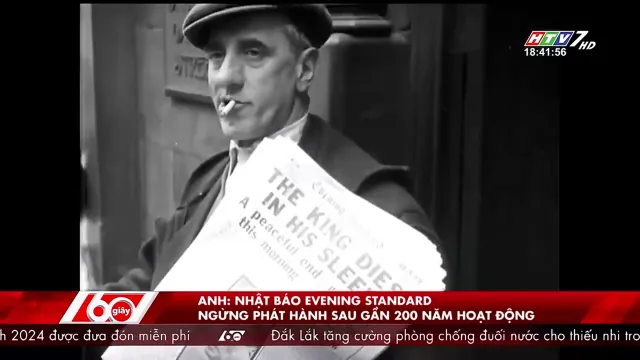 HTV7 HD
18:41:56
THE KING DIES
IN HIS SLEEP
A peaceful end
this morning
60 giây
ANH: NHẬT BÁO EVENING STANDARD
NGỪNG PHÁT HÀNH SAU GẦN 200 NĂM HOẠT ĐỘNG
h 2024 được đưa đón miễn phí 60giây Đắk Lắk tăng cường phòng chống đuối nước cho thiếu nhi tro